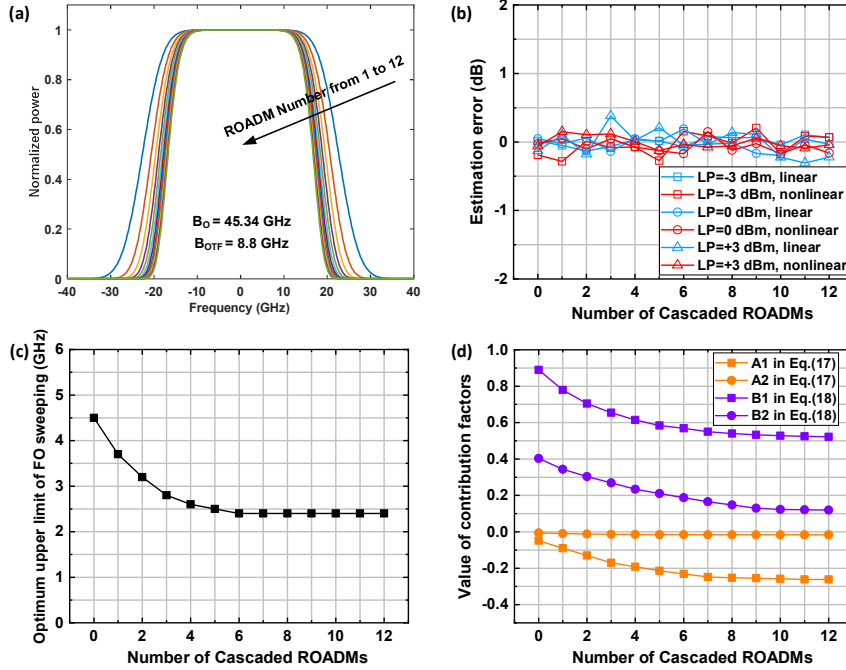 (a)
Normalized power
1
0.8
0.6
0.4
0.2
0
ROADM Number from 1 to 12
B_O = 45.34 GHz
B_OTF = 8.8 GHz
-40 -30 -20 -10 0 10 20 30 40
Frequency (GHz)
(b)
Estimation error (dB)
2
1
0
-1
-2
LP=-3 dBm, linear
LP=-3 dBm, nonlinear
LP=0 dBm, linear
LP=0 dBm, nonlinear
LP=+3 dBm, linear
LP=+3 dBm, nonlinear
0 2 4 6 8 10 12
Number of Cascaded ROADMs
(c)
Optimum upper limit of FO sweeping (GHz)
6
5
4
3
2
1
0
0 2 4 6 8 10 12
Number of Cascaded ROADMs
(d)
Value of contribution factors
1.0
0.8
0.6
0.4
0.2
0.0
-0.2
-0.4
A1 in Eq.(17)
A2 in Eq.(17)
B1 in Eq.(18)
B2 in Eq.(18)
0 2 4 6 8 10 12
Number of Cascaded ROADMs